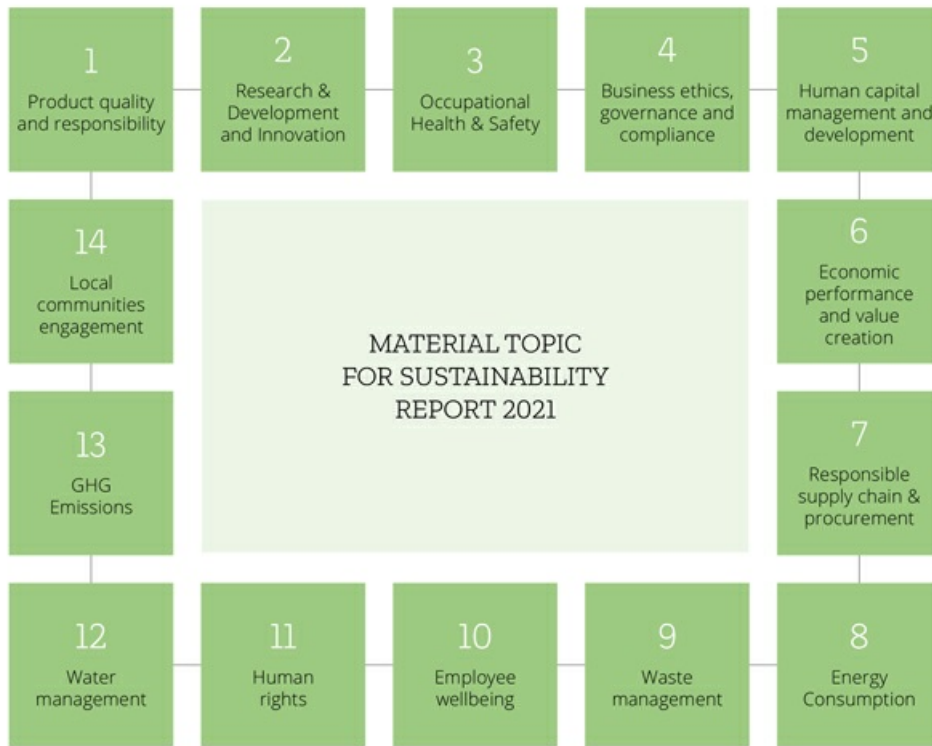 1
Product quality
and responsibility
2
Research &
Development
and Innovation
3
Occupational
Health & Safety
4
Business ethics,
governance and
compliance
5
Human capital
management and
development
14
Local
communities
engagement
MATERIAL TOPIC
FOR SUSTAINABILITY
REPORT 2021
6
Economic
performance
and value
creation
13
GHG
Emissions
7
Responsible
supply chain &
procurement
12
Water
management
11
Human
rights
10
Employee
wellbeing
9
Waste
management
8
Energy
Consumption